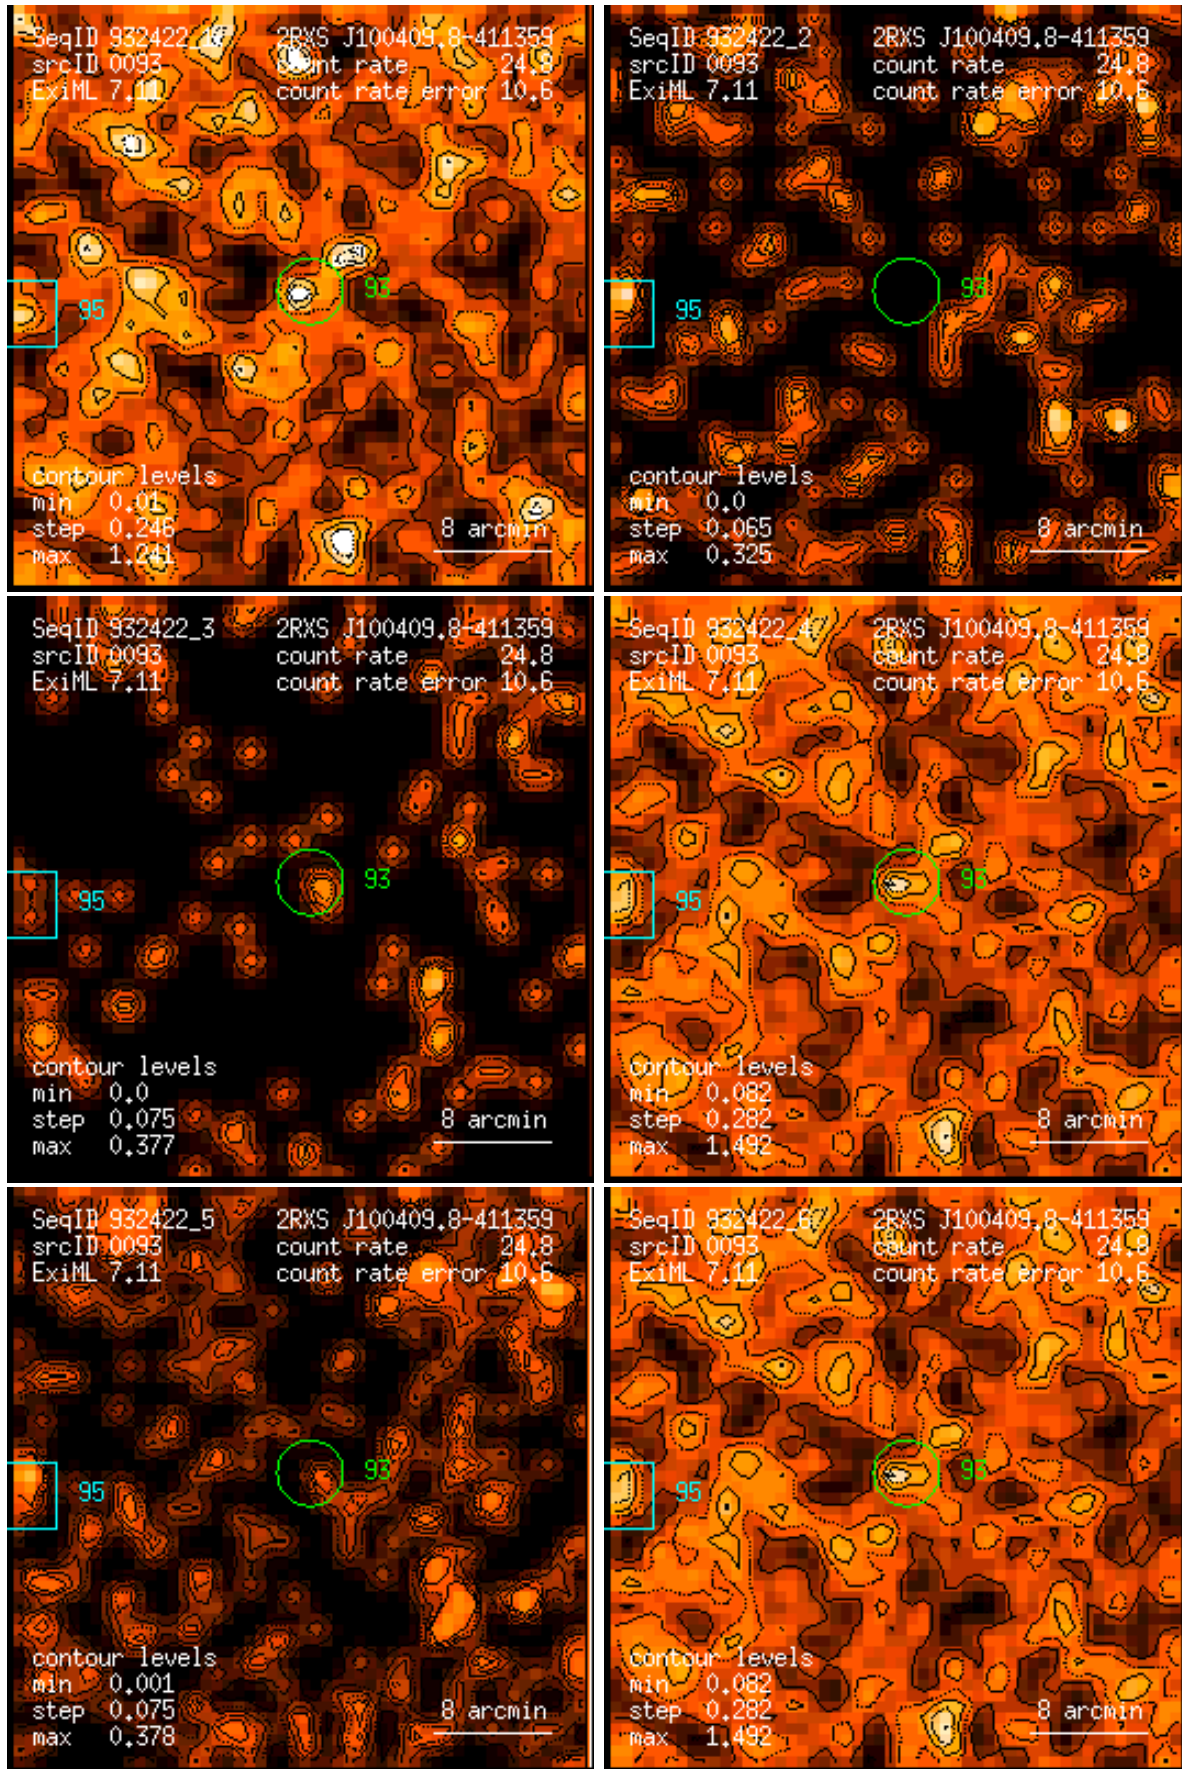 SeqID 932422_1 2RXS J100409.8-411359
srcID 0093 count rate 24.8
ExiML 7.11 count rate error 10.6
93
95
contour levels
min 0.01
step 0.246
max 1.241
8 arcmin
SeqID 932422_2 2RXS J100409.8-411359
srcID 0093 count rate 24.8
ExiML 7.11 count rate error 10.6
93
95
contour levels
min 0.0
step 0.065
max 0.325
8 arcmin
SeqID 932422_3 2RXS J100409.8-411359
srcID 0093 count rate 24.8
ExiML 7.11 count rate error 10.6
93
95
contour levels
min 0.0
step 0.075
max 0.377
8 arcmin
SeqID 932422_4 2RXS J100409.8-411359
srcID 0093 count rate 24.8
ExiML 7.11 count rate error 10.6
93
95
contour levels
min 0.082
step 0.282
max 1.492
8 arcmin
SeqID 932422_5 2RXS J100409.8-411359
srcID 0093 count rate 24.8
ExiML 7.11 count rate error 10.6
93
95
contour levels
min 0.001
step 0.075
max 0.378
8 arcmin
SeqID 932422_6 2RXS J100409.8-411359
srcID 0093 count rate 24.8
ExiML 7.11 count rate error 10.6
93
95
contour levels
min 0.082
step 0.282
max 1.492
8 arcmin